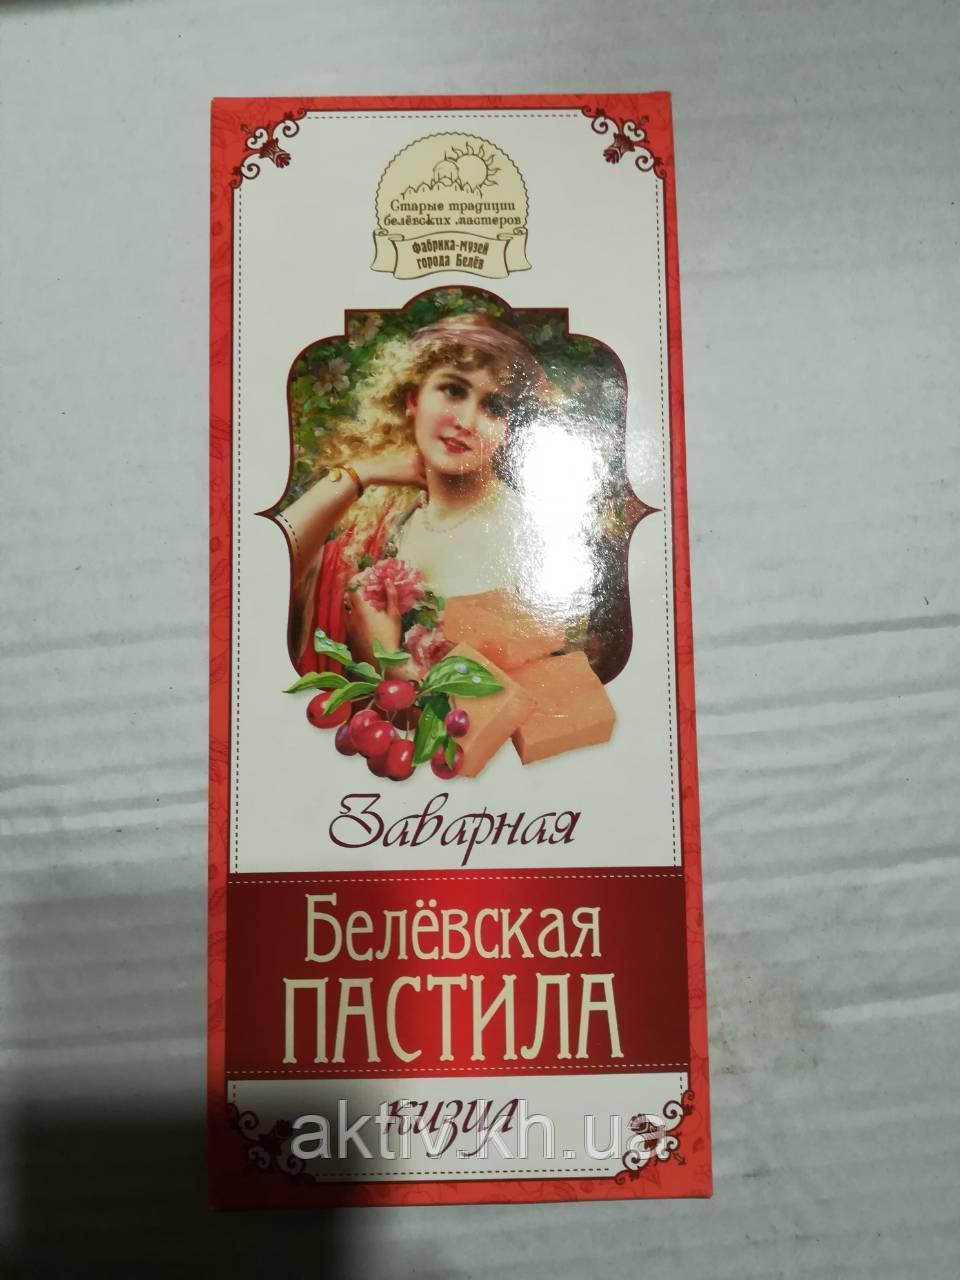 Старые традиции
белёвских мастеров
Фабрика-музей
города Белёв
Заварная
Белёвская
ПАСТИЛА
кизил
aktiv.kh.ua